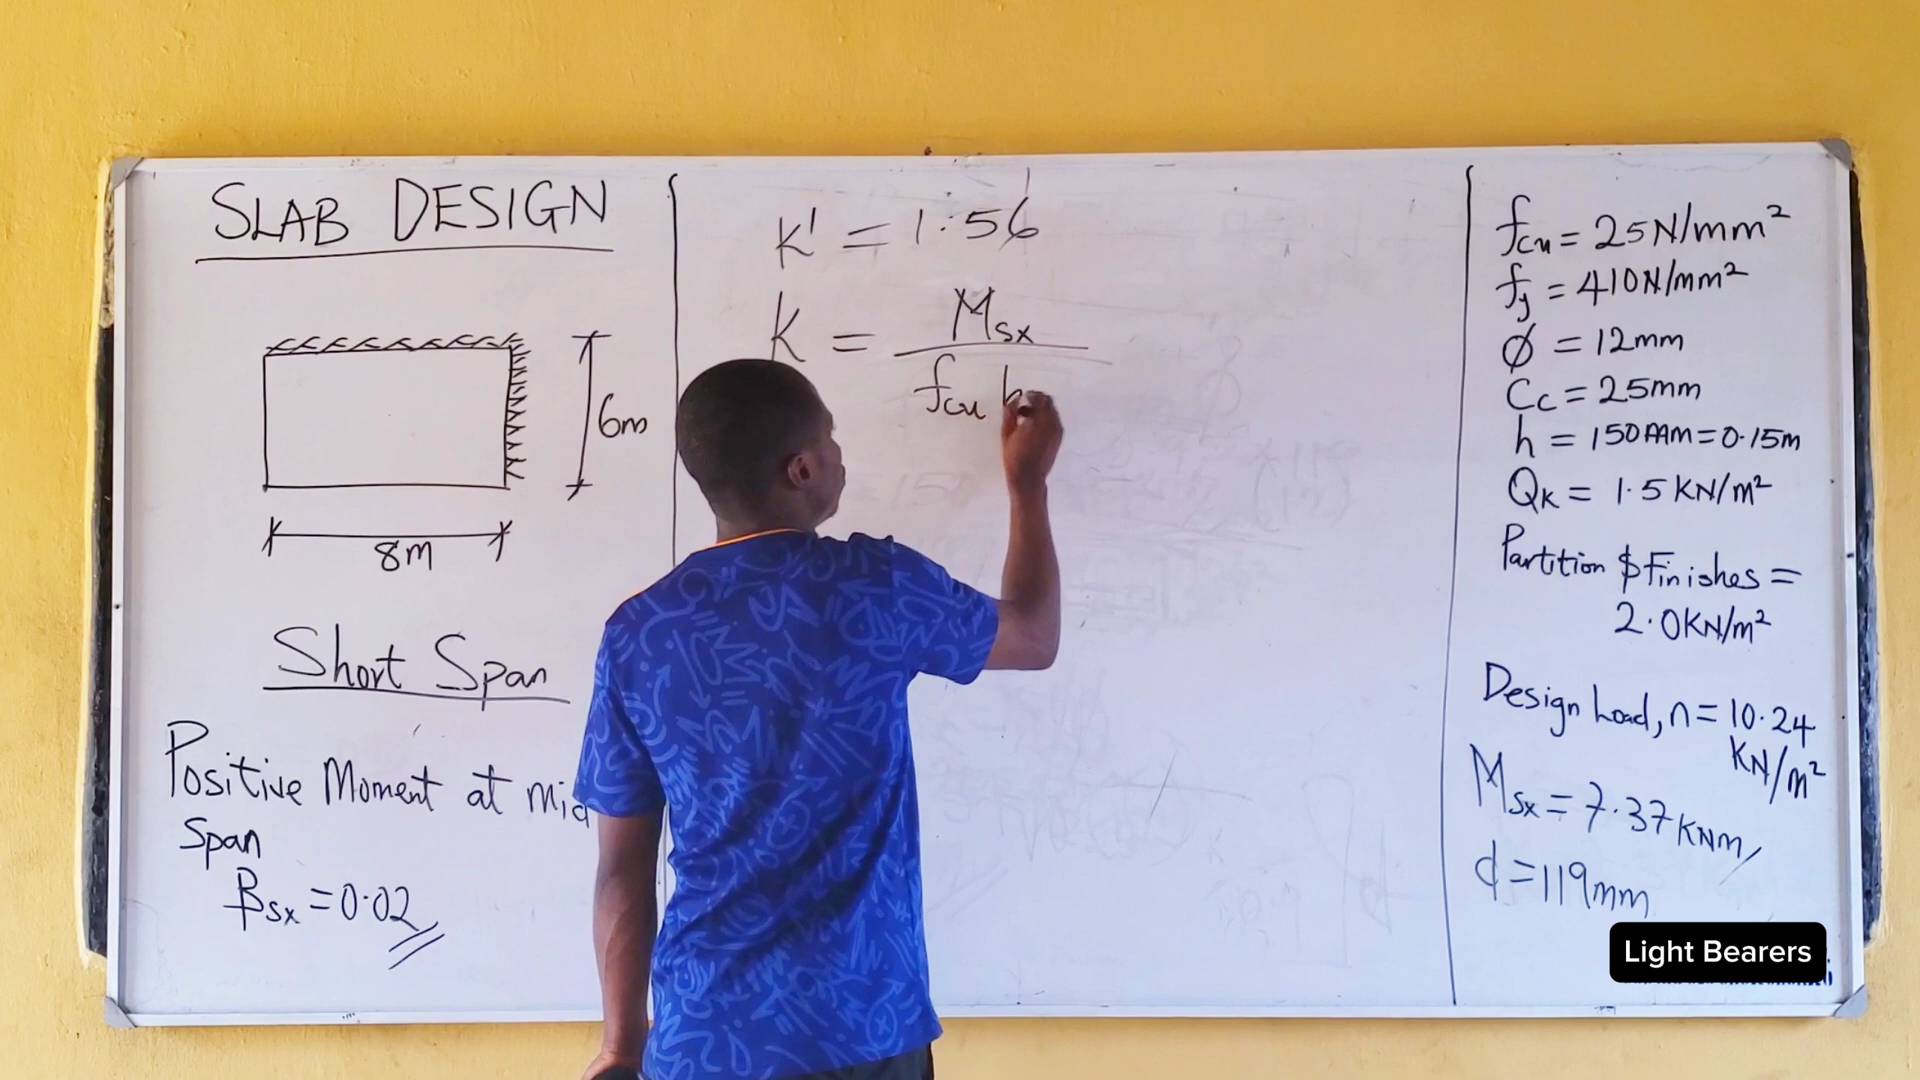 SLAB DESIGN
6m
8m
Short Span
Positive Moment at mid
Span
βsx = 0.02
K' = 1.56
K = Msx
fcu b
fcu = 25N/mm²
fy = 410N/mm²
Ø = 12mm
Cc = 25mm
h = 150mm = 0.15m
QK = 1.5 KN/m²
Partition & Finishes =
2.0KN/m²
Design Load, n = 10.24
KN/m²
Msx = 7.37 KNm
d = 119mm
Light Bearers